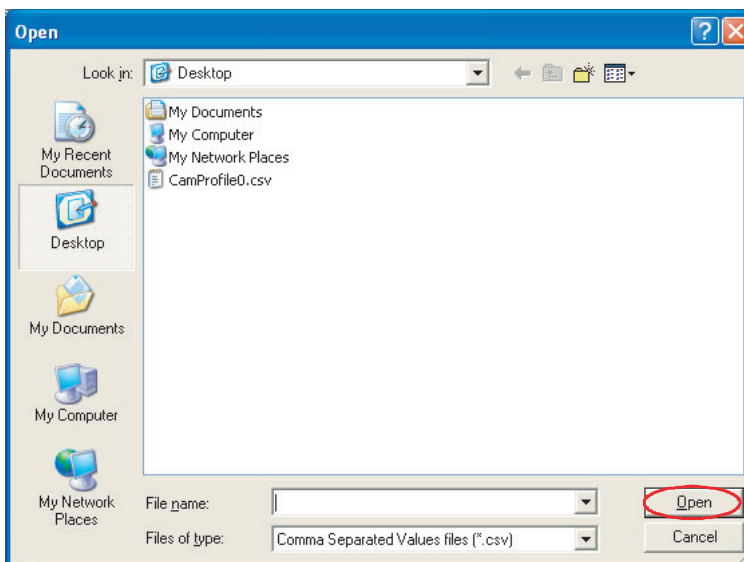 Open
Look in: Desktop
My Documents
My Computer
My Network Places
CamProfile0.csv
My Recent
Documents
Desktop
My Documents
My Computer
My Network
Places
File name:
Open
Files of type: Comma Separated Values files (*.csv)
Cancel